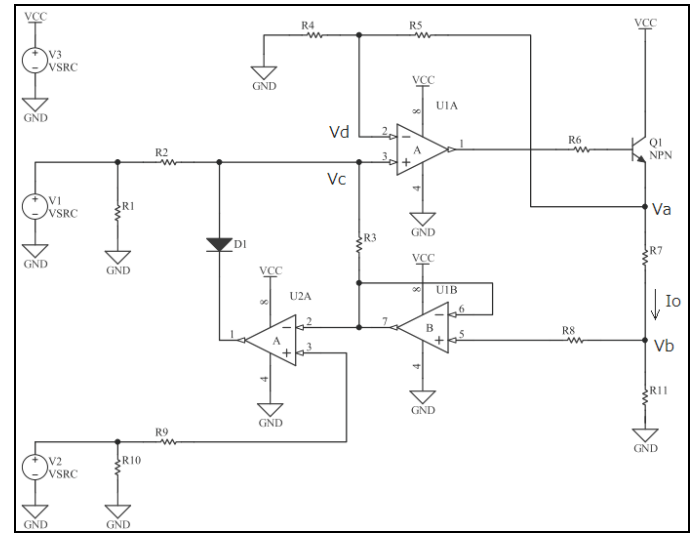 VCC
V3
VSRC
GND
R4
R5
GND
VCC
8
U1A
VCC
Vd
2
A
1
3
4
GND
R6
Q1
NPN
R2
Vc
V1
VSRC
GND
R1
GND
Va
R3
R7
D1
VCC
8
U2A
VCC
8
U1B
Io
1
A
2
3
4
GND
7
B
6
5
4
GND
R8
Vb
R11
GND
R9
V2
VSRC
GND
R10
GND